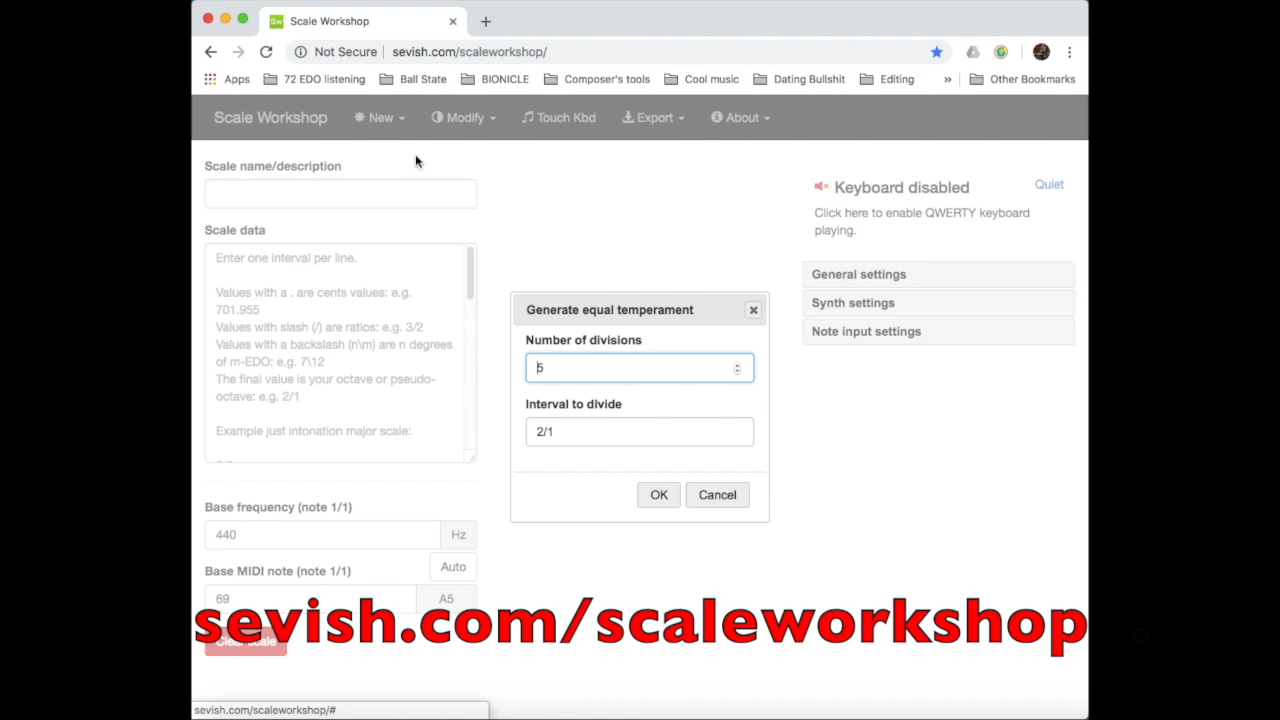 Scale Workshop
Not Secure
sevish.com/scaleworkshop/
Apps
72 EDO listening
Ball State
BIONICLE
Composer's tools
Cool music
Dating Bullshit
Editing
»
Other Bookmarks
Scale Workshop
New
Modify
Touch Kbd
Export
About
Scale name/description
Scale data
Enter one interval per line.
Values with a . are cents values: e.g.
701.955
Values with slash (/) are ratios: e.g. 3/2
Values with a backslash (n\m) are n degrees
of m-EDO: e.g. 7\12
The final value is your octave or pseudo-
octave: e.g. 2/1
Example just intonation major scale:
Base frequency (note 1/1)
440
Hz
Base MIDI note (note 1/1)
Auto
69
A5
Clear scale
Generate equal temperament
Number of divisions
5
Interval to divide
2/1
OK
Cancel
Keyboard disabled
Quiet
Click here to enable QWERTY keyboard
playing.
General settings
Synth settings
Note input settings
sevish.com/scaleworkshop
sevish.com/scaleworkshop/#